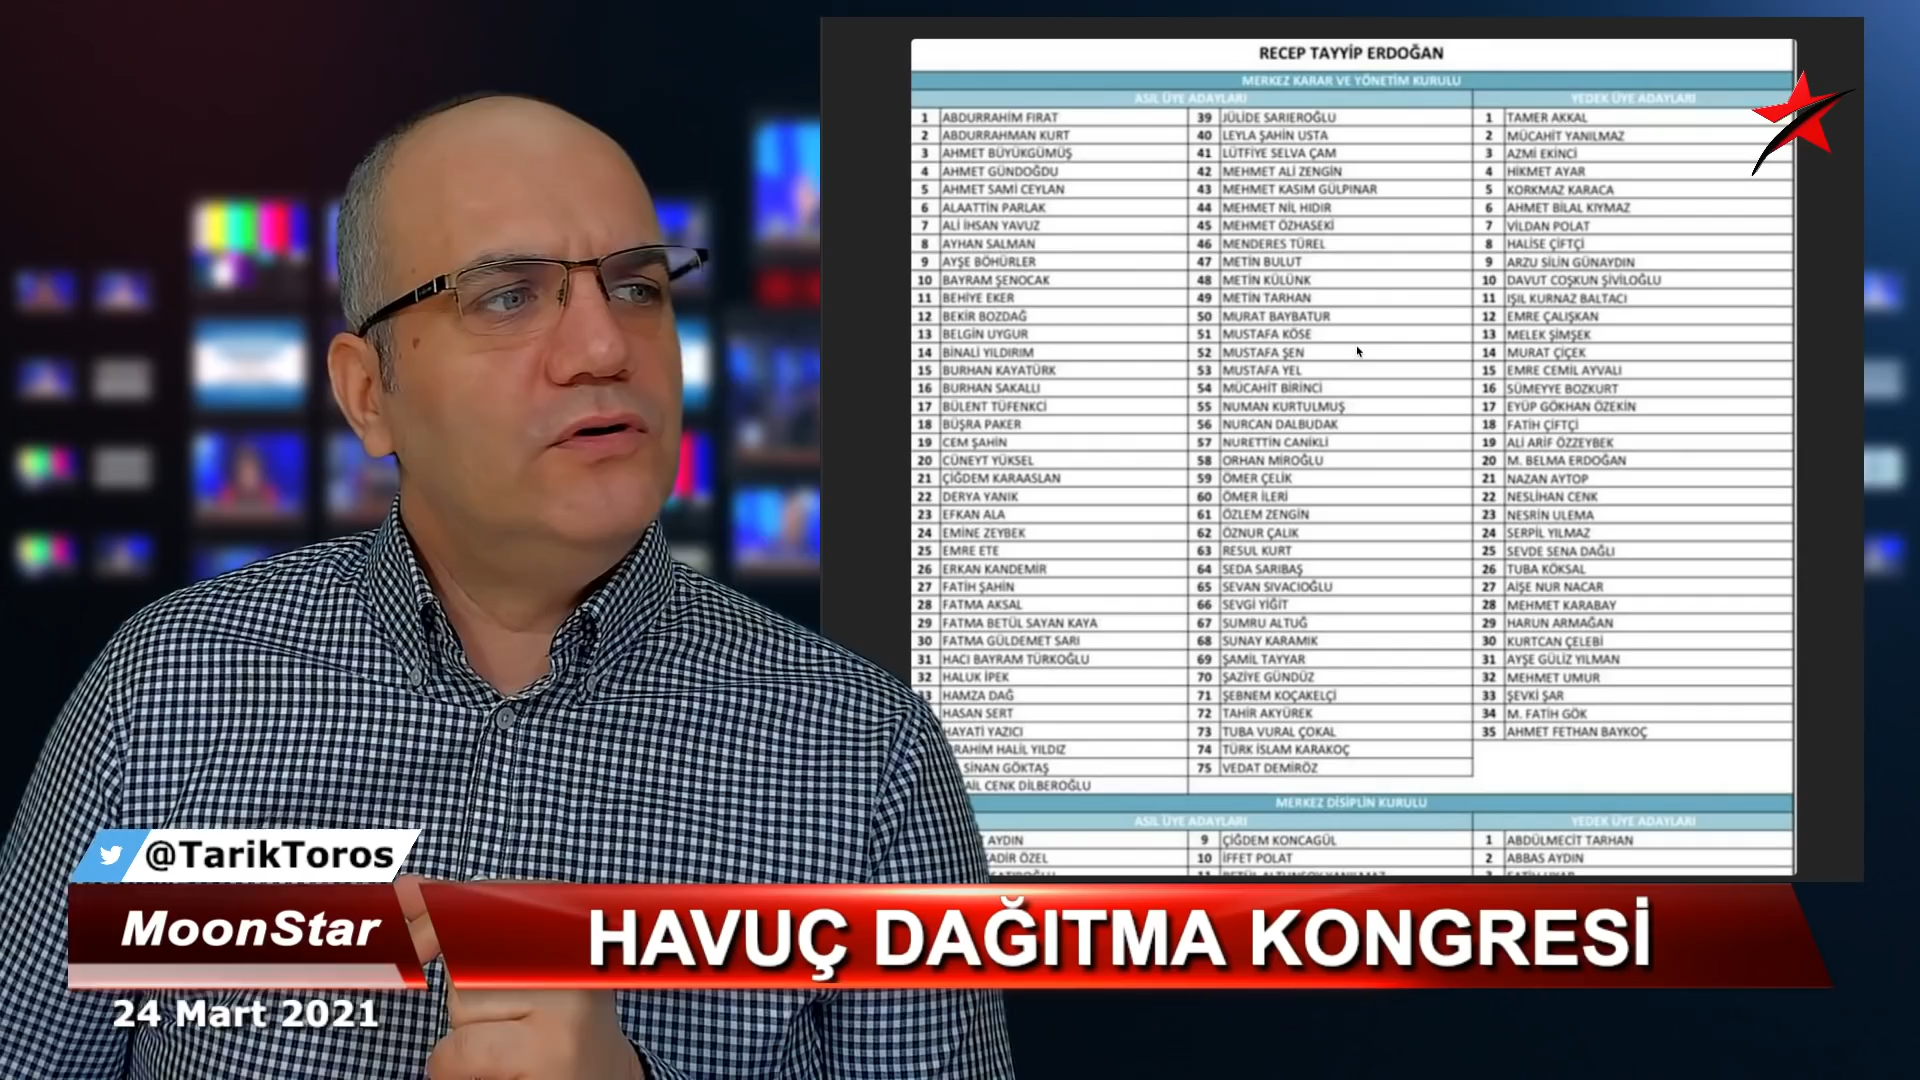 RECEP TAYYİP ERDOĞAN
MERKEZ KARAR VE YÖNETİM KURULU
ASIL ÜYE ADAYLARI YEDEK ÜYE ADAYLARI
1 ABDURRAHİM FIRAT 39 JÜLİDE SARIEROĞLU 1 TAMER AKKAL
2 ABDURRAHMAN KURT 40 LEYLA ŞAHİN USTA 2 MÜCAHİT YANILMAZ
3 AHMET BÜYÜKGÜMÜŞ 41 LÜTFİYE SELVA ÇAM 3 AZMİ EKİNCİ
4 AHMET GÜNDOĞDU 42 MEHMET ALİ ZENGİN 4 HİKMET AYAR
5 AHMET SAMİ CEYLAN 43 MEHMET KASIM GÜLPINAR 5 KORKMAZ KARACA
6 ALAATTİN PARLAK 44 MEHMET NİL HIDIR 6 AHMET BİLAL KIYMAZ
7 ALİ İHSAN YAVUZ 45 MEHMET ÖZHASEKİ 7 VİLDAN POLAT
8 AYHAN SALMAN 46 MENDERES TÜREL 8 HALİSE ÇİFTÇİ
9 AYŞE BÖHÜRLER 47 METİN BULUT 9 ARZU SİLİN GÜNAYDIN
10 BAYRAM ŞENOCAK 48 METİN KÜLÜNK 10 DAVUT COŞKUN ŞİVİLOĞLU
11 BEHİYE EKER 49 METİN TARHAN 11 IŞIL KURNAZ BALTACI
12 BEKİR BOZDAĞ 50 MURAT BAYBATUR 12 EMRE ÇALIŞKAN
13 BELGİN UYGUR 51 MUSTAFA KÖSE 13 MELEK ŞİMŞEK
14 BİNALİ YILDIRIM 52 MUSTAFA ŞEN 14 MURAT ÇİÇEK
15 BURHAN KAYATÜRK 53 MUSTAFA YEL 15 EMRE CEMİL AYVALI
16 BURHAN SAKALLI 54 MÜCAHİT BİRİNCİ 16 SÜMEYYE BOZKURT
17 BÜLENT TÜFENKCİ 55 NUMAN KURTULMUŞ 17 EYÜP GÖKHAN ÖZEKİN
18 BÜŞRA PAKER 56 NURCAN DALBUDAK 18 FATİH ÇİFTÇİ
19 CEM ŞAHİN 57 NURETTİN CANİKLİ 19 ALİ ARİF ÖZZEYBEK
20 CÜNEYT YÜKSEL 58 ORHAN MİROĞLU 20 M. BELMA ERDOĞAN
21 ÇİĞDEM KARAASLAN 59 ÖMER ÇELİK 21 NAZAN AYTOP
22 DERYA YANIK 60 ÖMER İLERİ 22 NESLİHAN CENK
23 EFKAN ALA 61 ÖZLEM ZENGİN 23 NESRİN ULEMA
24 EMİNE ZEYBEK 62 ÖZNUR ÇALIK 24 SERPİL YILMAZ
25 EMRE ETE 63 RESUL KURT 25 SEVDE SENA DAĞLI
26 ERKAN KANDEMİR 64 SEDA SARIBAŞ 26 TUBA KÖKSAL
27 FATİH ŞAHİN 65 SEVAN SIVACIOĞLU 27 AİŞE NUR NACAR
28 FATMA AKSAL 66 SEVGİ YİĞİT 28 MEHMET KARABAY
29 FATMA BETÜL SAYAN KAYA 67 SUMRU ALTUĞ 29 HARUN ARMAĞAN
30 FATMA GÜLDEMET SARI 68 SUNAY KARAMIK 30 KURTCAN ÇELEBİ
31 HACI BAYRAM TÜRKOĞLU 69 ŞAMİL TAYYAR 31 AYŞE GÜLİZ YILMAN
32 HALUK İPEK 70 ŞAZİYE GÜNDÜZ 32 MEHMET UMUR
33 HAMZA DAĞ 71 ŞEBNEM KOÇAKELÇİ 33 ŞEVKİ ŞAR
HASAN SERT 72 TAHİR AKYÜREK 34 M. FATİH GÖK
HAYATİ YAZICI 73 TUBA VURAL ÇOKAL 35 AHMET FETHAN BAYKOÇ
RAHİM HALİL YILDIZ 74 TÜRK İSLAM KARAKOÇ
SİNAN GÖKTAŞ 75 VEDAT DEMİRÖZ
AİL CENK DİLBEROĞLU
MERKEZ DİSİPLİN KURULU
ASIL ÜYE ADAYLARI YEDEK ÜYE ADAYLARI
AYDIN 9 ÇİĞDEM KONCAGÜL 1 ABDÜLMECİT TARHAN
ADİR ÖZEL 10 İFFET POLAT 2 ABBAS AYDIN
@TarikToros
MoonStar
HAVUÇ DAĞITMA KONGRESİ
24 Mart 2021